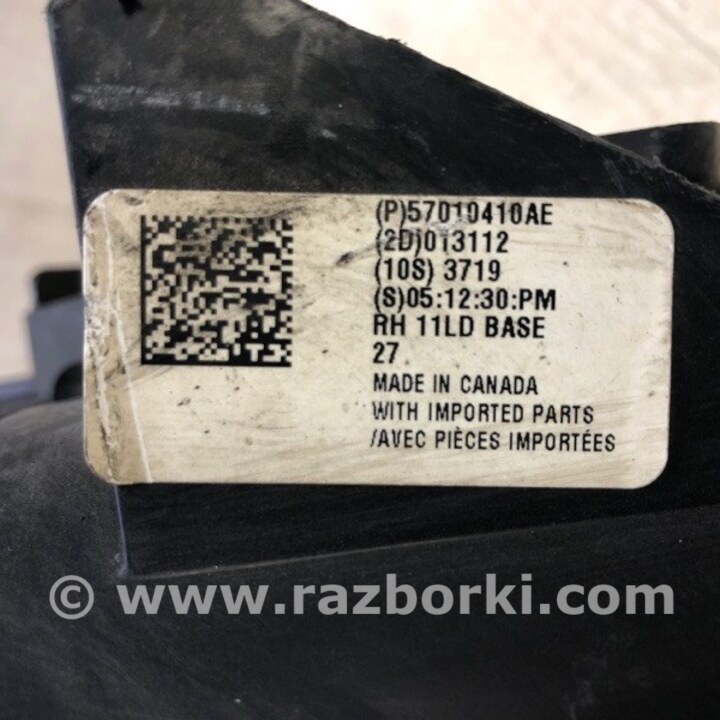 (P)57010410AE
(2D)013112
(10S) 3719
(S)05:12:30:PM
RH 11LD BASE
27
MADE IN CANADA
WITH IMPORTED PARTS
/AVEC PIÈCES IMPORTÉES
© www.razborki.com